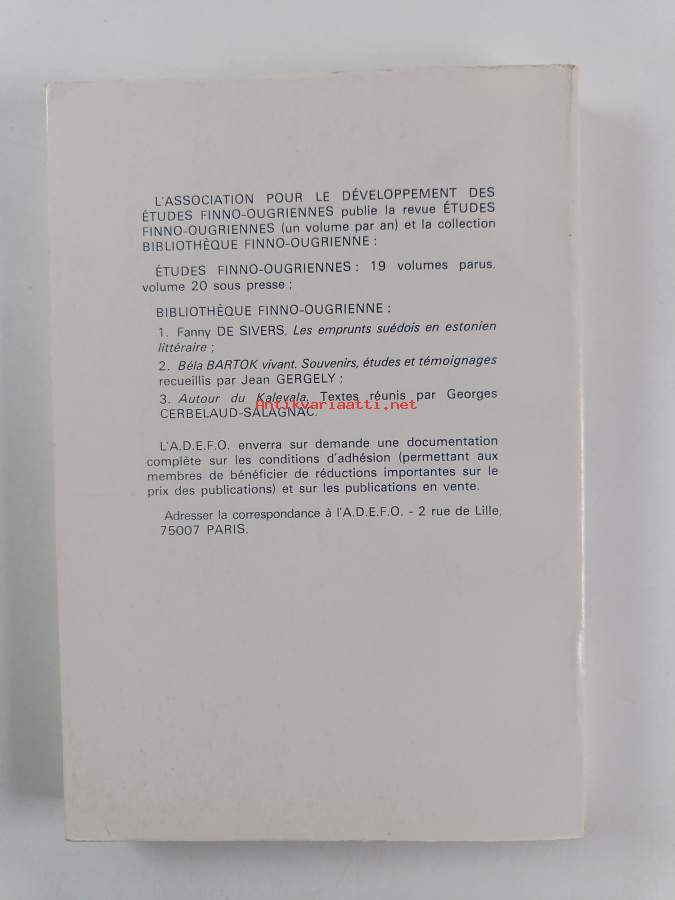 L'ASSOCIATION POUR LE DÉVELOPPEMENT DES
ÉTUDES FINNO-OUGRIENNES publie la revue ÉTUDES
FINNO-OUGRIENNES (un volume par an) et la collection
BIBLIOTHÈQUE FINNO-OUGRIENNE :
ÉTUDES FINNO-OUGRIENNES : 19 volumes parus,
volume 20 sous presse ;
BIBLIOTHÈQUE FINNO-OUGRIENNE :
1. Fanny DE SIVERS, Les emprunts suédois en estonien
littéraire ;
2. Béla BARTOK vivant. Souvenirs, études et témoignages
recueillis par Jean GERGELY ;
3. Autour du Kalevala. Textes réunis par Georges
Antikvariaatti.net
CERBELAUD-SALAGNAC.
L'A.D.E.F.O. enverra sur demande une documentation
complète sur les conditions d'adhésion (permettant aux
membres de bénéficier de réductions importantes sur le
prix des publications) et sur les publications en vente.
Adresser la correspondance à l'A.D.E.F.O. - 2 rue de Lille,
75007 PARIS.